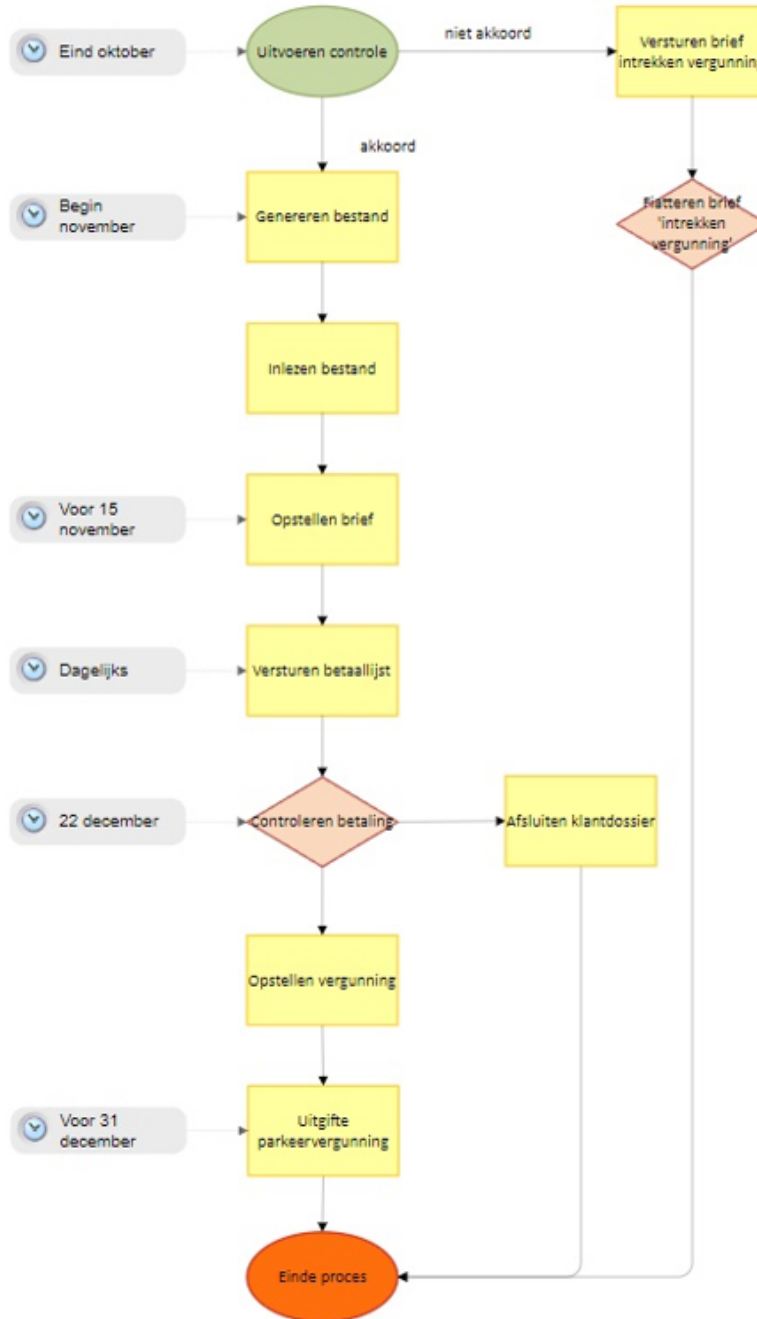 Eind oktober
Uitvoeren controle
niet akkoord
Versturen brief
intrekken vergunning
akkoord
Begin
november
Genereren bestand
Fiatteren brief
'intrekken
vergunning'
Inlezen bestand
Voor 15
november
Opstellen brief
Dagelijks
Versturen betaallijst
22 december
Controleren betaling
Afsluiten klantdossier
Opstellen vergunning
Voor 31
december
Uitgifte
parkeervergunning
Einde proces